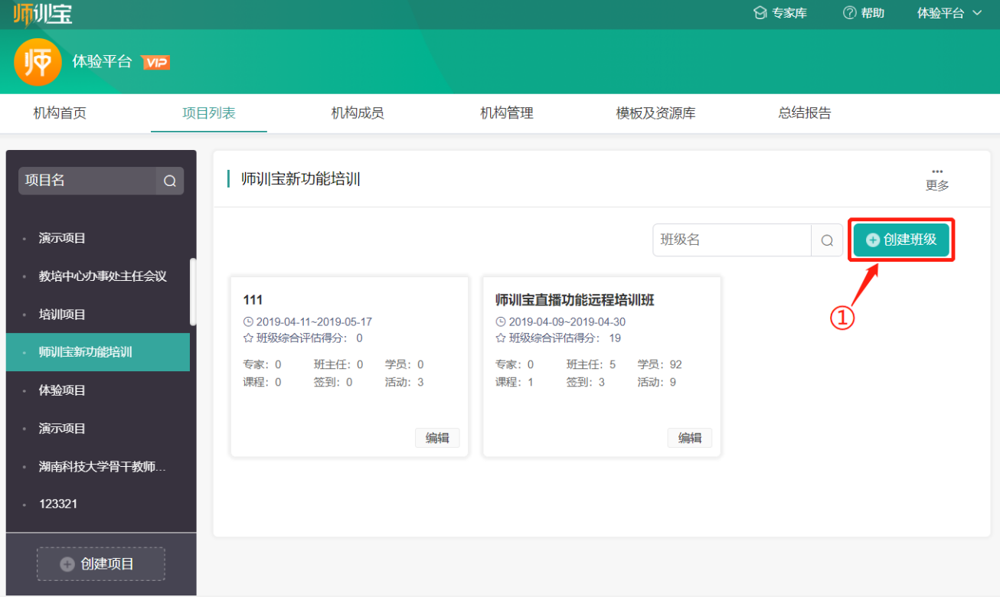 师训宝
专家库
帮助
体验平台
师
体验平台 VIP
机构首页
项目列表
机构成员
机构管理
模板及资源库
总结报告
项目名
演示项目
教培中心办事处主任会议
培训项目
师训宝新功能培训
体验项目
演示项目
湖南科技大学骨干教师...
123321
创建项目
师训宝新功能培训
更多
班级名
创建班级
①
111
2019-04-11~2019-05-17
班级综合评估得分： 0
专家：0 班主任：0 学员：0
课程：0 签到：0 活动：3
编辑
师训宝直播功能远程培训班
2019-04-09~2019-04-30
班级综合评估得分： 19
专家：0 班主任：5 学员：92
课程：1 签到：3 活动：9
编辑